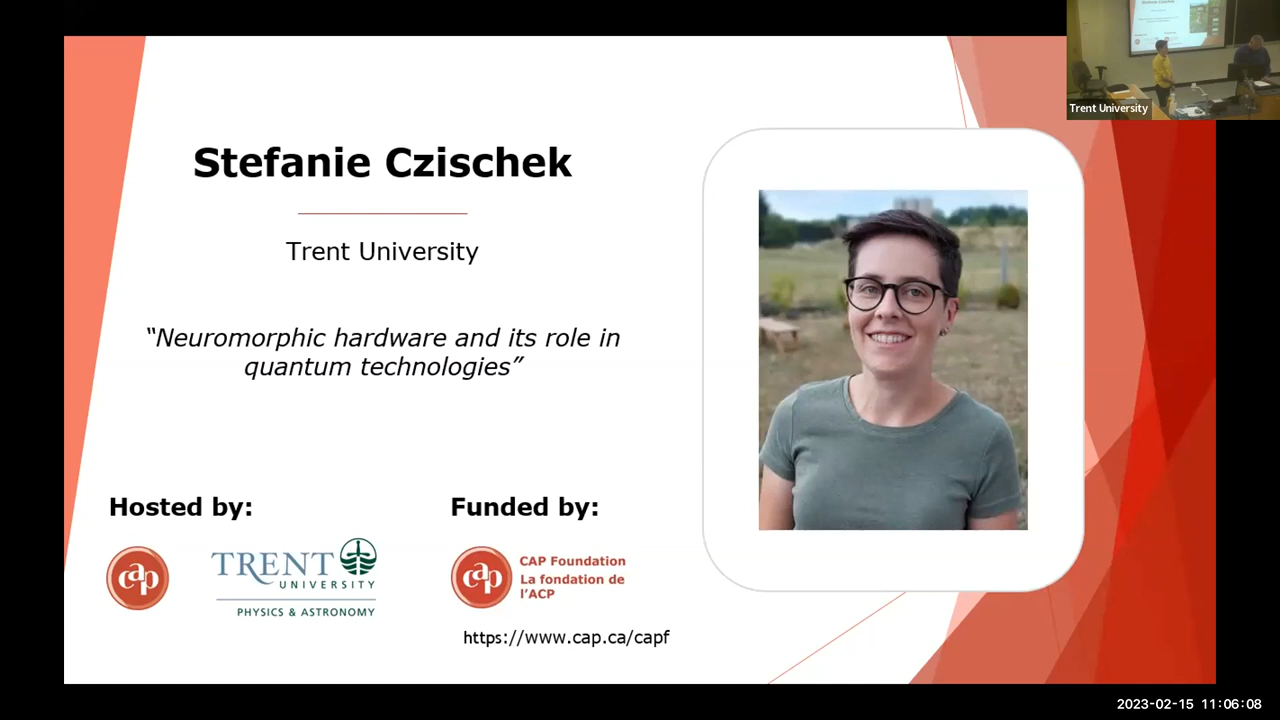 Trent University
Stefanie Czischek
Trent University
“Neuromorphic hardware and its role in
quantum technologies”
Hosted by:
Funded by:
cap
TRENT
UNIVERSITY
PHYSICS & ASTRONOMY
cap
CAP Foundation
La fondation de
l’ACP
https://www.cap.ca/capf
2023-02-15 11:06:08